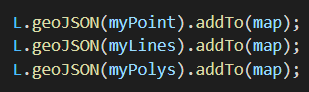 L.geoJSON(myPoint).addTo(map);
L.geoJSON(myLines).addTo(map);
L.geoJSON(myPolys).addTo(map);